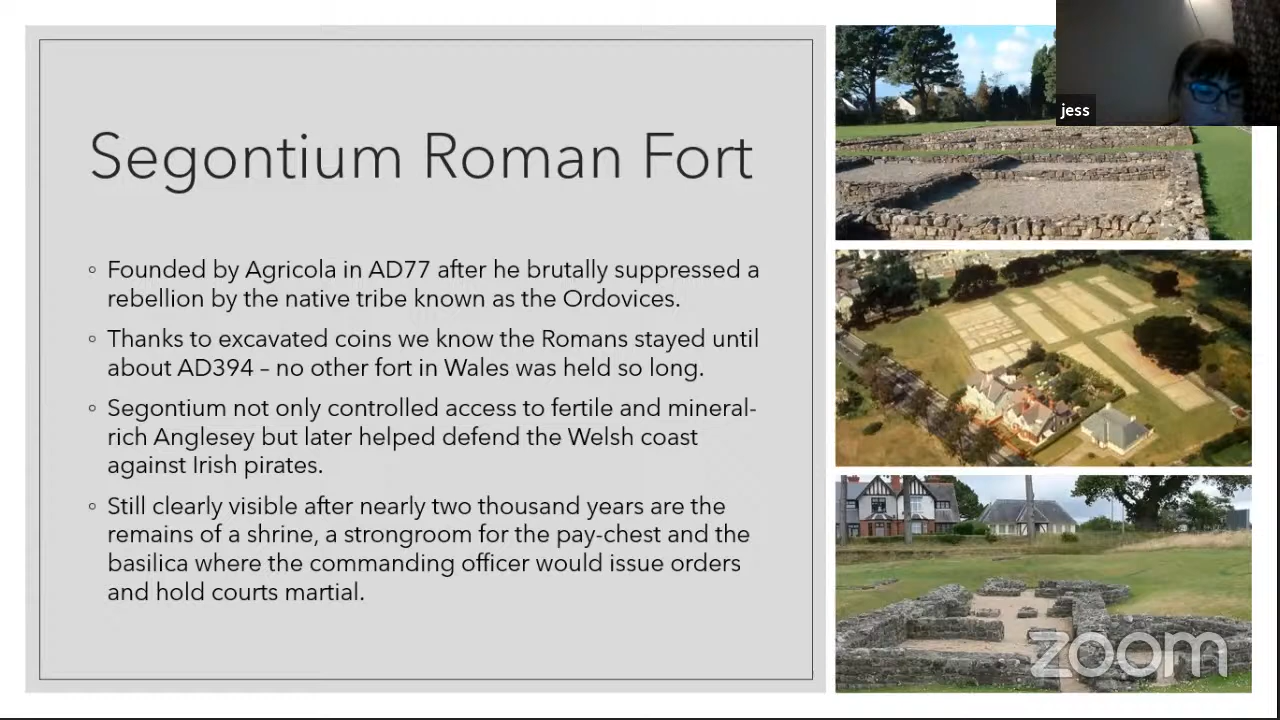 Segontium Roman Fort
◦ Founded by Agricola in AD77 after he brutally suppressed a
rebellion by the native tribe known as the Ordovices.
◦ Thanks to excavated coins we know the Romans stayed until
about AD394 – no other fort in Wales was held so long.
◦ Segontium not only controlled access to fertile and mineral-
rich Anglesey but later helped defend the Welsh coast
against Irish pirates.
◦ Still clearly visible after nearly two thousand years are the
remains of a shrine, a strongroom for the pay-chest and the
basilica where the commanding officer would issue orders
and hold courts martial.
jess
zoom